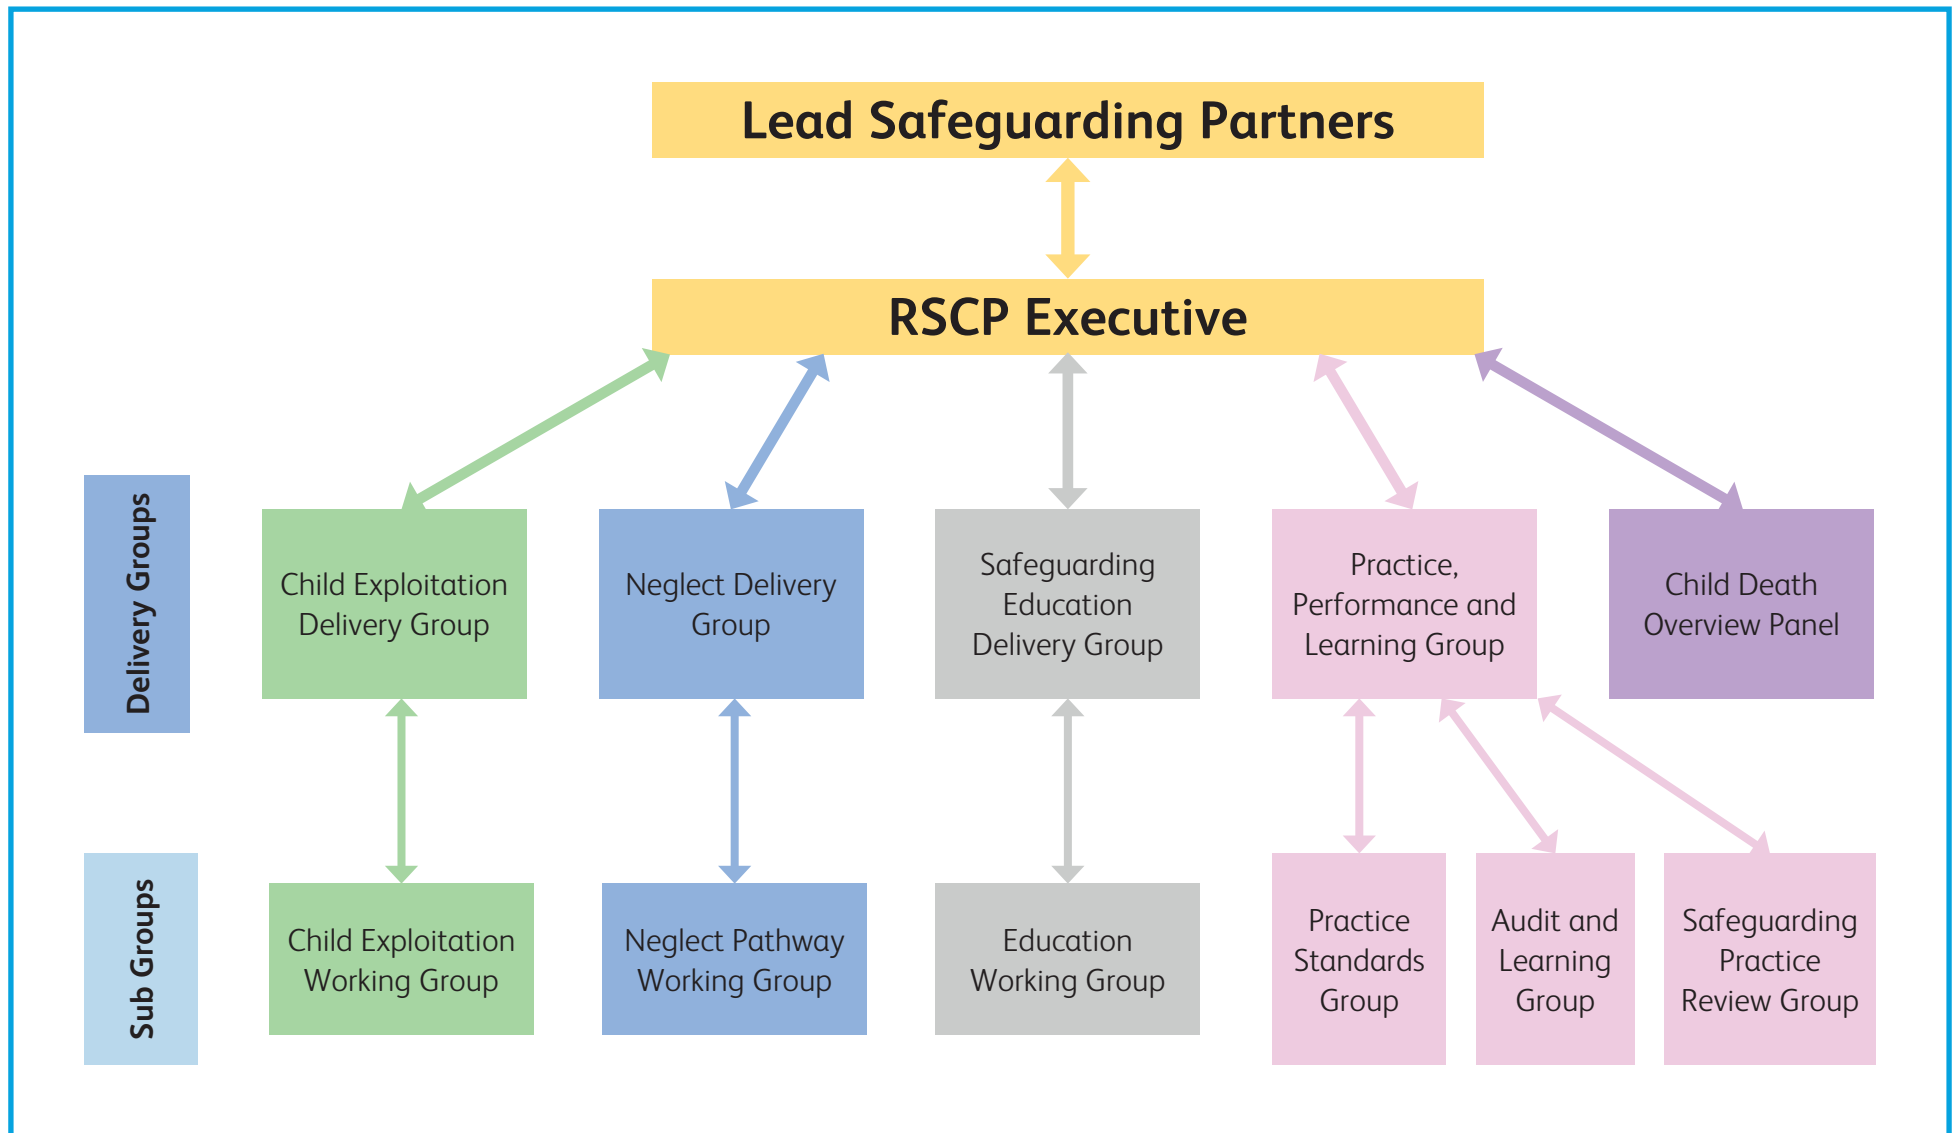 Lead Safeguarding Partners
RSCP Executive
Delivery Groups
Child Exploitation
Delivery Group
Neglect Delivery
Group
Safeguarding
Education
Delivery Group
Practice,
Performance and
Learning Group
Child Death
Overview Panel
Sub Groups
Child Exploitation
Working Group
Neglect Pathway
Working Group
Education
Working Group
Practice
Standards
Group
Audit and
Learning
Group
Safeguarding
Practice
Review Group